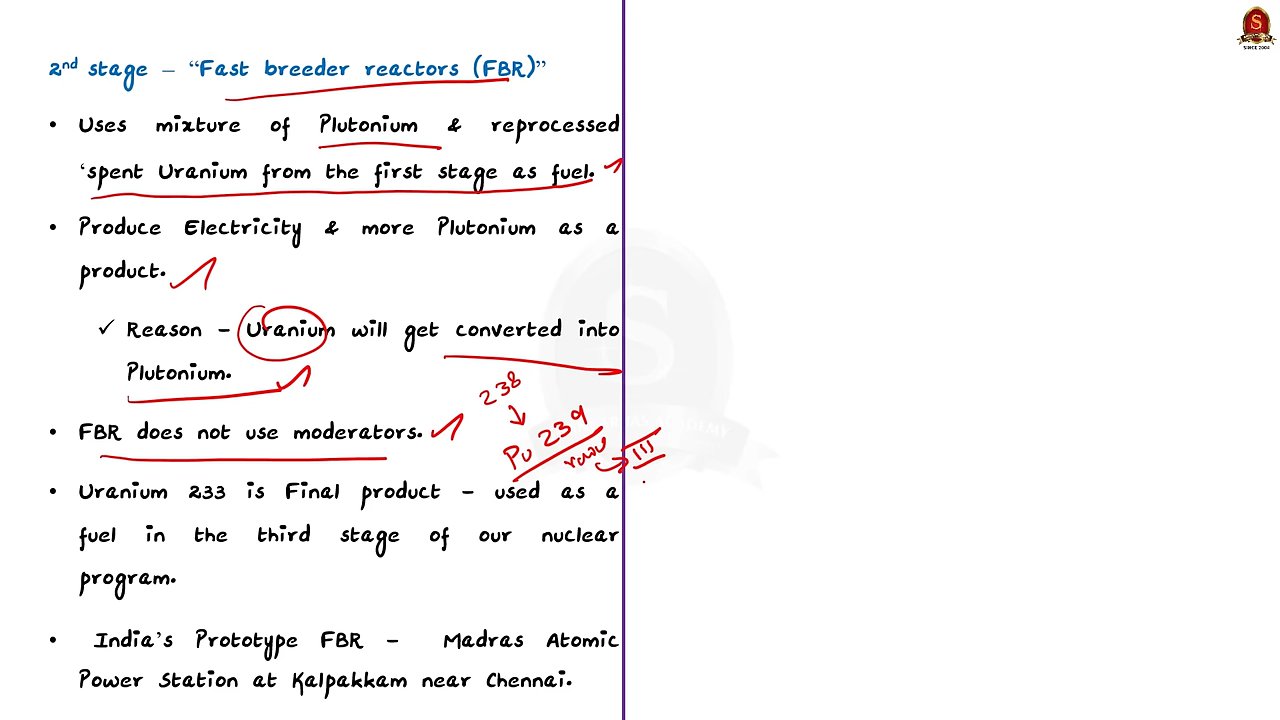 2nd stage – “Fast breeder reactors (FBR)”
• Uses mixture of Plutonium & reprocessed
‘spent Uranium from the first stage as fuel.
• Produce Electricity & more Plutonium as a
product.
✓ Reason – Uranium will get converted into
Plutonium.
238
Pu 239
III
• FBR does not use moderators.
• Uranium 233 is Final product – used as a
fuel in the third stage of our nuclear
program.
• India’s Prototype FBR – Madras Atomic
Power Station at Kalpakkam near Chennai.
S
SINCE 2004